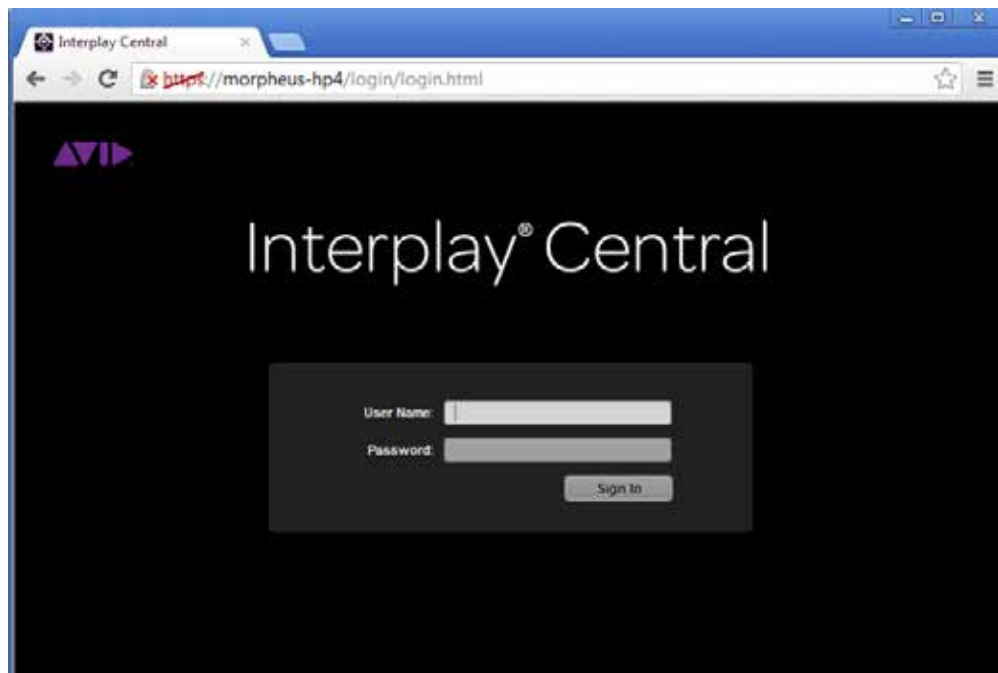 Interplay Central
https://morpheus-hp4/login/login.html
AVID
Interplay® Central
User Name:
Password:
Sign In